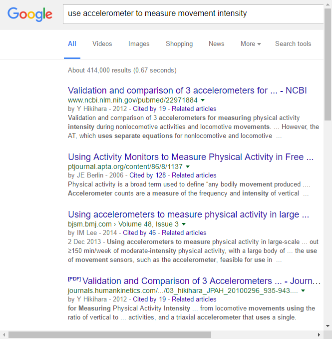 Google
use accelerometer to measure movement intensity
All Videos Images Shopping News More Search tools
About 414,000 results (0.67 seconds)
Validation and comparison of 3 accelerometers for ... - NCBI
www.ncbi.nlm.nih.gov/pubmed/22971884
by Y Hikihara - 2012 - Cited by 19 - Related articles
Validation and comparison of 3 accelerometers for measuring physical activity
intensity during nonlocomotive activities and locomotive movements. ... However, the
AT, which uses separate equations for nonlocomotive and locomotive ...
Using Activity Monitors to Measure Physical Activity in Free ...
ptjournal.apta.org/content/86/8/1137
by JE Berlin - 2006 - Cited by 128 - Related articles
Physical activity is a broad term used to define "any bodily movement produced ....
Accelerometer counts are a measure of the frequency and intensity of vertical ...
Using accelerometers to measure physical activity in large ...
bjsm.bmj.com › Volume 48, Issue 3
by IM Lee - 2014 - Cited by 45 - Related articles
2 Dec 2013 - Using accelerometers to measure physical activity in large-scale ... out
≥150 min/week of moderate-intensity physical activity, with a large body of ... the use
of movement sensors, such as the accelerometer, feasible for use in ...
[PDF] Validation and Comparison of 3 Accelerometers ... - Journ...
journals.humankinetics.com/.../03_hikihara_JPAH_20100296_935-943...
by Y Hikihara - 2012 - Cited by 19 - Related articles
for Measuring Physical Activity Intensity ... from locomotive movements using the
ratio of vertical to ... activities, and a triaxial accelerometer that uses a single.